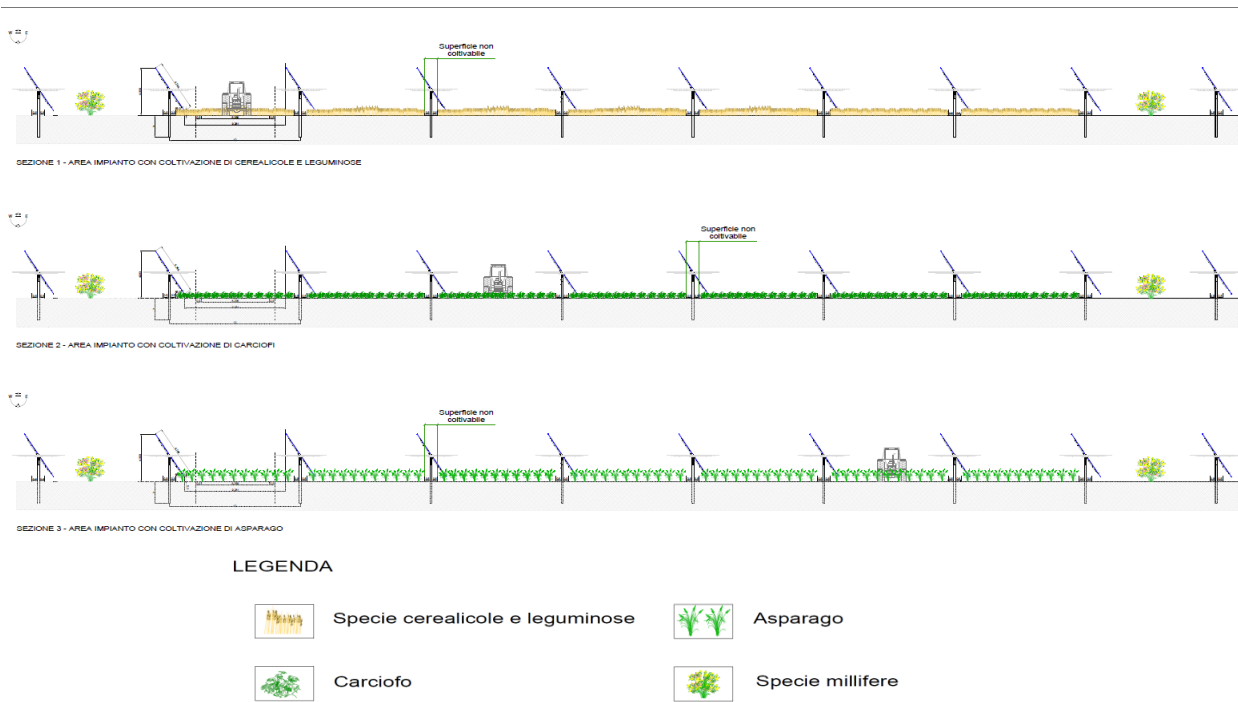 Superficie non
coltivabile
SEZIONE 1 - AREA IMPIANTO CON COLTIVAZIONE DI CEREALICOLE E LEGUMINOSE
Superficie non
coltivabile
SEZIONE 2 - AREA IMPIANTO CON COLTIVAZIONE DI CARCIOFI
Superficie non
coltivabile
SEZIONE 3 - AREA IMPIANTO CON COLTIVAZIONE DI ASPARAGO
LEGENDA
Specie cerealicole e leguminose
Asparago
Carciofo
Specie millifere